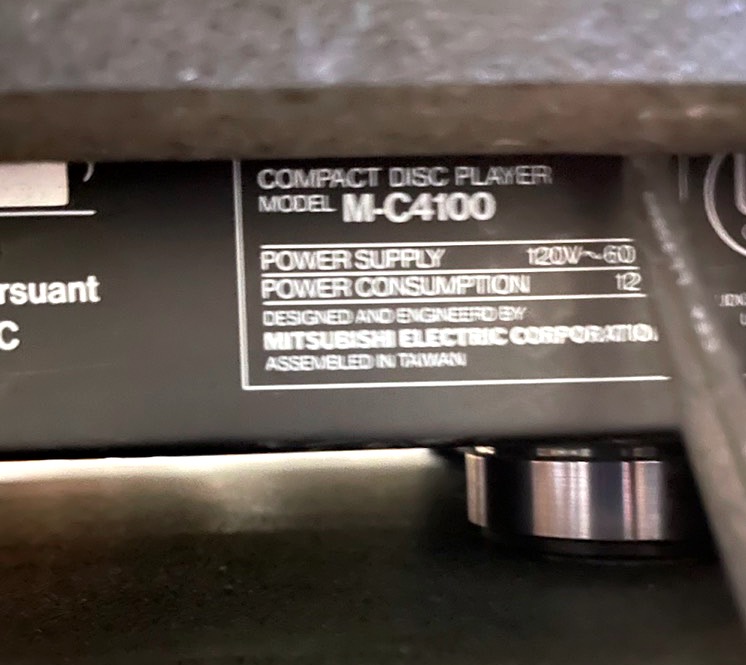 COMPACT DISC PLAYER
MODEL M-C4100
POWER SUPPLY 120V~60
POWER CONSUMPTION 12
DESIGNED AND ENGINEERD BY
MITSUBISHI ELECTRIC CORPORATION
ASSEMBLED IN TAIWAN
rsuant
C